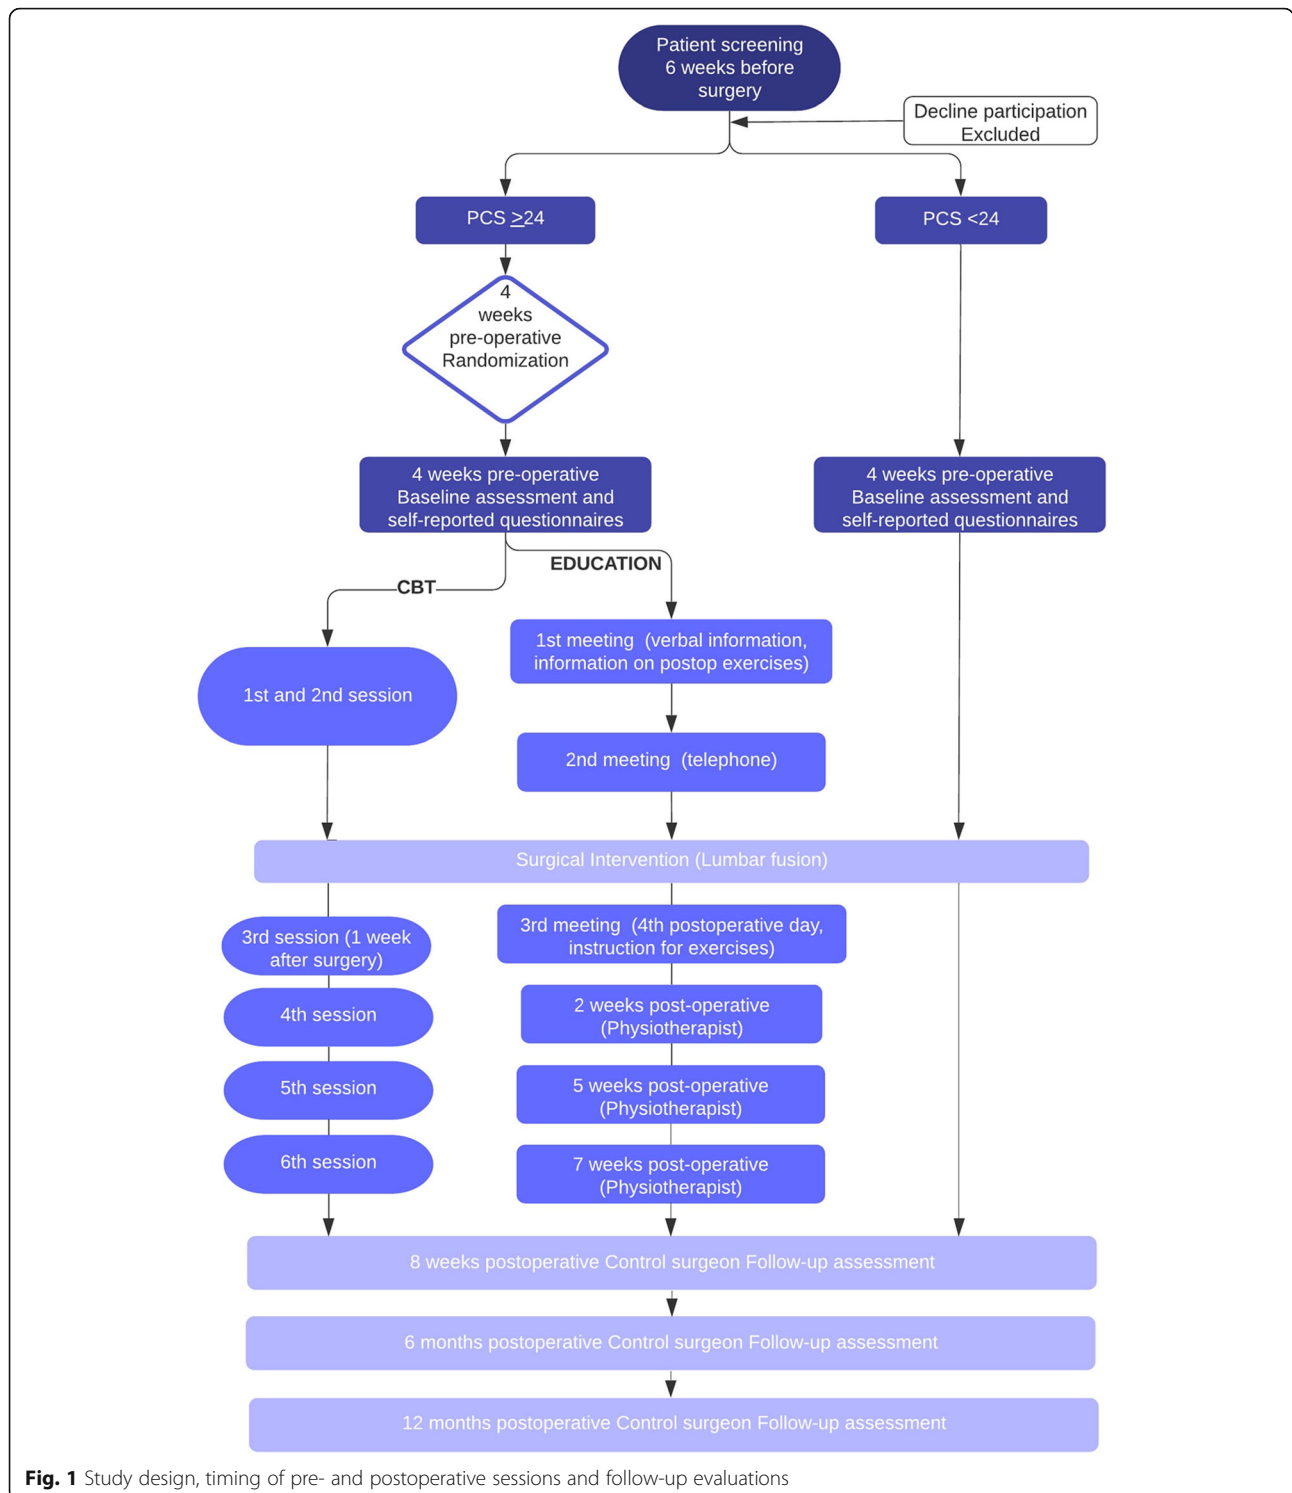 Patient screening
6 weeks before
surgery
Decline participation
Excluded
PCS ≥24
PCS <24
4
weeks
pre-operative
Randomization
4 weeks pre-operative
Baseline assessment and
self-reported questionnaires
4 weeks pre-operative
Baseline assessment and
self-reported questionnaires
EDUCATION
CBT
1st meeting (verbal information,
information on postop exercises)
1st and 2nd session
2nd meeting (telephone)
Surgical Intervention (Lumbar fusion)
3rd session (1 week
after surgery)
3rd meeting (4th postoperative day,
instruction for exercises)
4th session
2 weeks post-operative
(Physiotherapist)
5th session
5 weeks post-operative
(Physiotherapist)
6th session
7 weeks post-operative
(Physiotherapist)
8 weeks postoperative Control surgeon Follow-up assessment
6 months postoperative Control surgeon Follow-up assessment
12 months postoperative Control surgeon Follow-up assessment
Fig. 1 Study design, timing of pre- and postoperative sessions and follow-up evaluations